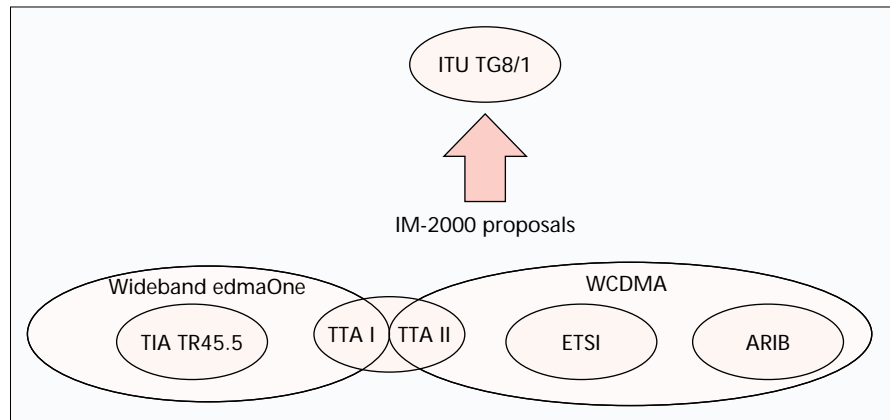 ITU TG8/1
IM-2000 proposals
Wideband edmaOne
WCDMA
TIA TR45.5
TTA I
TTA II
ETSI
ARIB